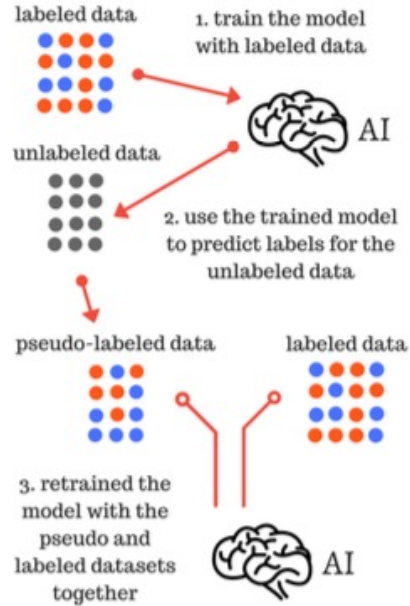 labeled data
1. train the model
with labeled data
AI
unlabeled data
2. use the trained model
to predict labels for the
unlabeled data
pseudo-labeled data
labeled data
3. retrained the
model with the
pseudo and
labeled datasets
together
AI